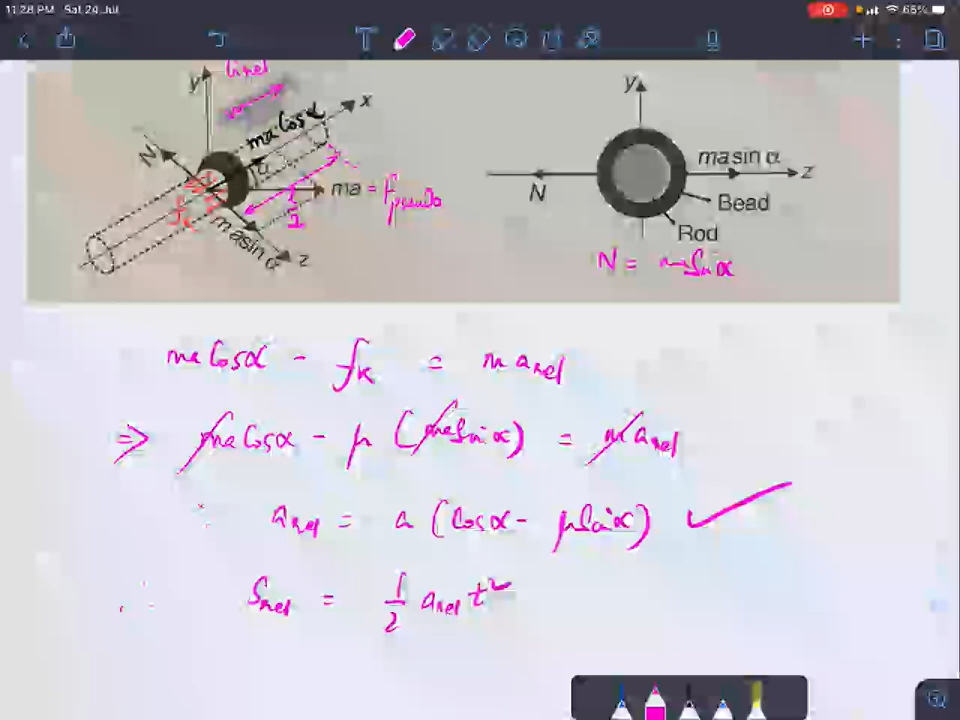 11:28 PM Sat 24 Jul
65%
y
a_rel
x
N
ma Cos α
α
ma = F_pseudo
l/2
f_k
ma sin α
z
y
ma sin α
z
N
Bead
Rod
N = ma Sin α
ma Cos α - f_k = m a_rel
⇒ ma Cos α - μ (ma Sin α) = m a_rel
∴ a_rel = a (Cos α - μ Sin α) ✓
∴ S_rel = 1/2 a_rel t²